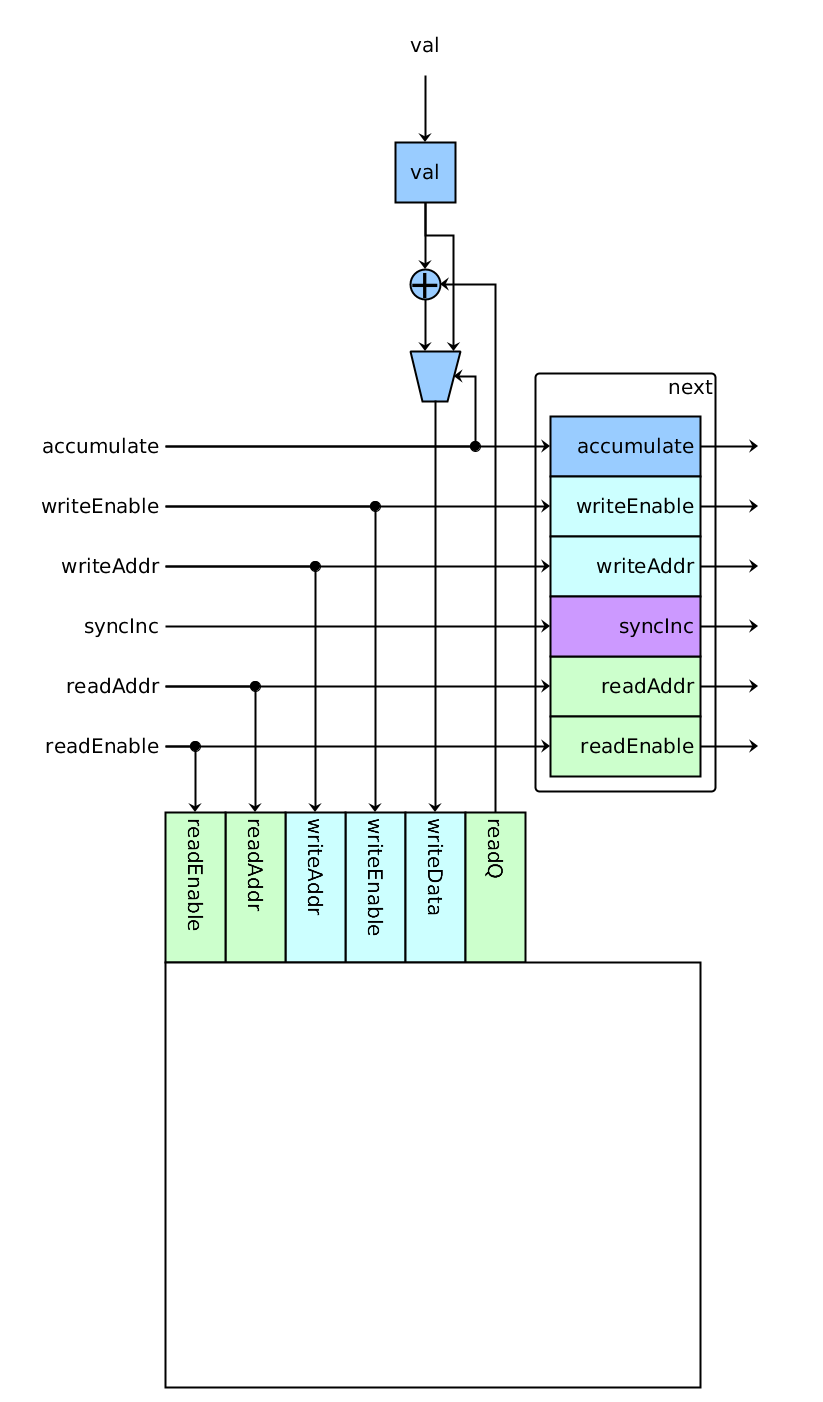 val
val
next
accumulate
accumulate
writeEnable
writeEnable
writeAddr
writeAddr
syncInc
syncInc
readAddr
readAddr
readEnable
readEnable
readEnable
readAddr
writeAddr
writeEnable
writeData
readQ